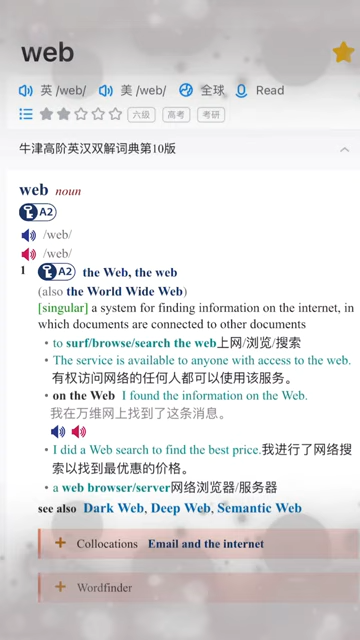 web
英 /web/ 美 /web/ 全球 Read
六级 高考 考研
牛津高阶英汉双解词典第10版
web noun
A2
/web/
/web/
1 A2 the Web, the web
(also the World Wide Web)
[singular] a system for finding information on the internet, in
which documents are connected to other documents
• to surf/browse/search the web上网/浏览/搜索
• The service is available to anyone with access to the web.
有权访问网络的任何人都可以使用该服务。
• on the Web I found the information on the Web.
我在万维网上找到了这条消息。
• I did a Web search to find the best price.我进行了网络搜
索以找到最优惠的价格。
• a web browser/server网络浏览器/服务器
see also Dark Web, Deep Web, Semantic Web
+ Collocations Email and the internet
+ Wordfinder